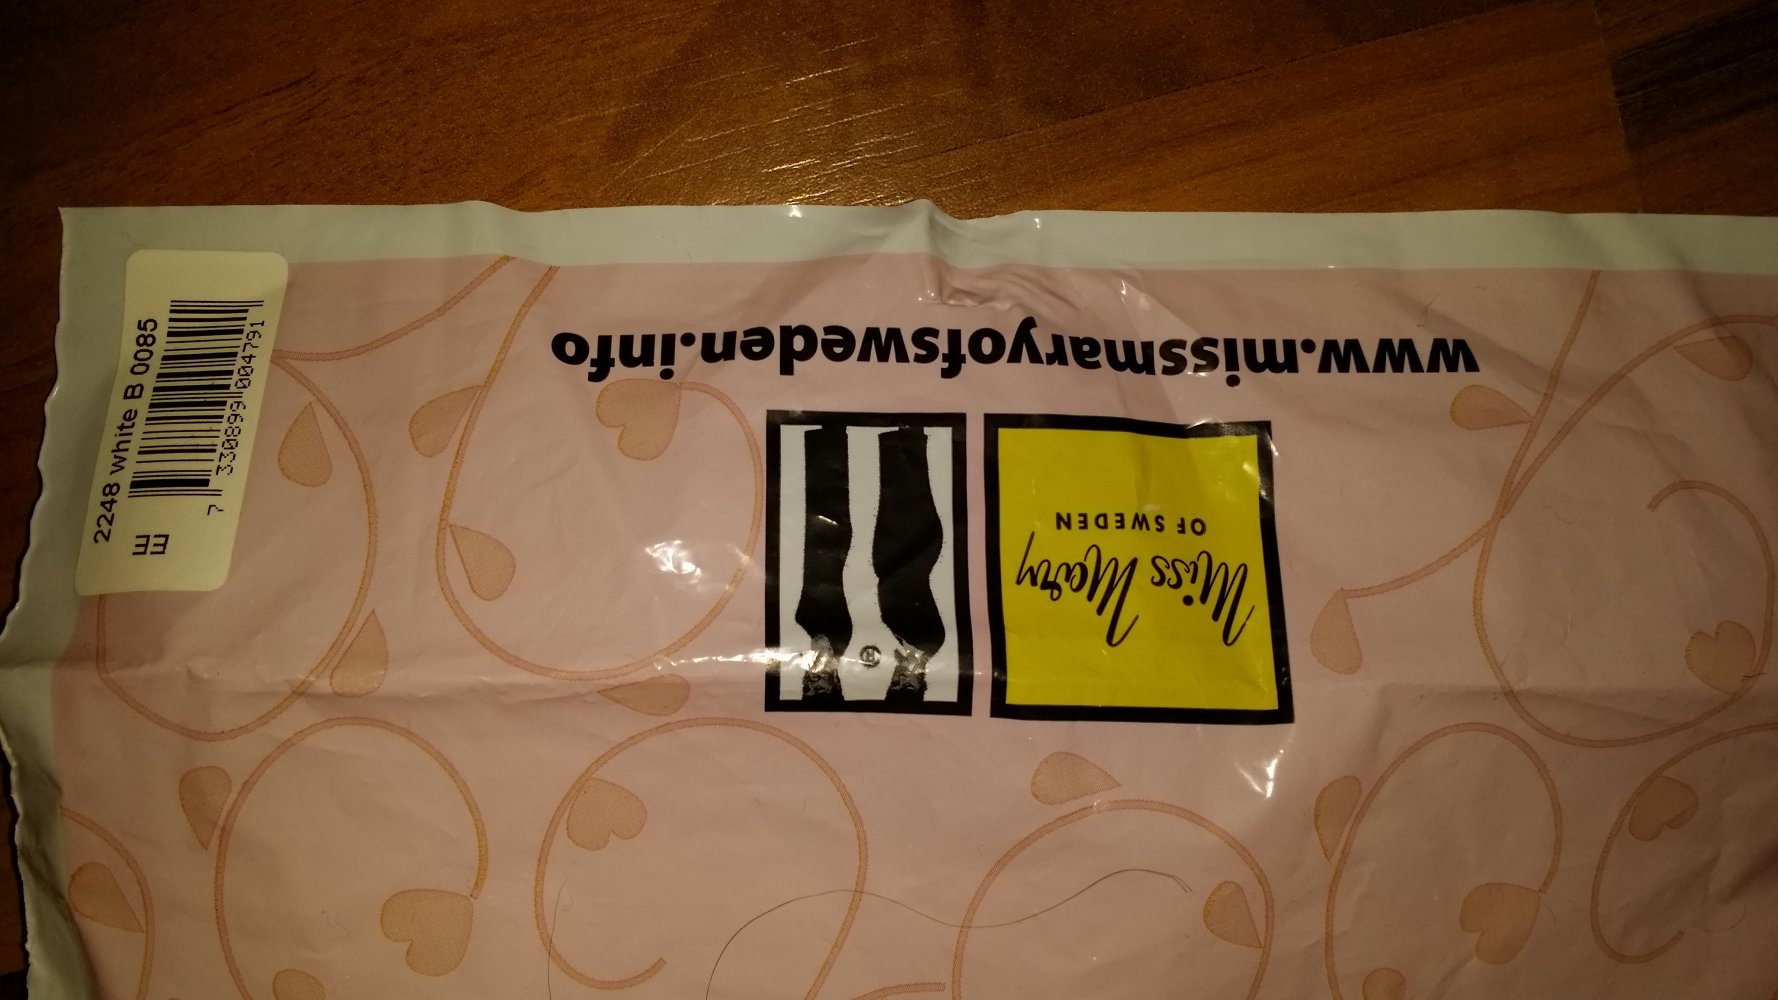 www.missmaryofsweden.info
Miss Mary
OF SWEDEN
®
2248 white B 0085
7 330899 004791
EE